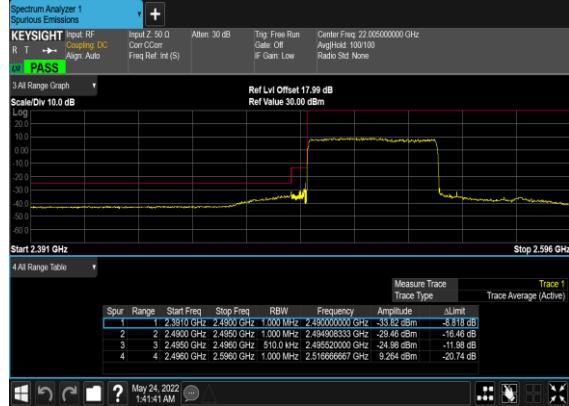 Spectrum Analyzer 1
Spurious Emissions
KEYSIGHT Input: RF Input Z: 50 Ω Atten: 30 dB Trig: Free Run Center Freq: 22.005000000 GHz
R T Coupling: DC Corr CCorr Gate: Off Avg|Hold: 100/100
Align: Auto Freq Ref: Int (S) IF Gain: Low Radio Std: None
PASS
3 All Range Graph
Ref Lvl Offset 17.99 dB
Scale/Div 10.0 dB Ref Value 30.00 dBm
Log
20.0
10.0
0.00
-10.0
-20.0
-30.0
-40.0
-50.0
-60.0
Start 2.391 GHz Stop 2.596 GHz
4 All Range Table
Measure Trace Trace 1
Trace Type Trace Average (Active)
Spur Range Start Freq Stop Freq RBW Frequency Amplitude ΔLimit
1 1 2.3910 GHz 2.4900 GHz 1.000 MHz 2.490000000 GHz -33.82 dBm -8.818 dB
2 2 2.4900 GHz 2.4950 GHz 1.000 MHz 2.494908333 GHz -29.46 dBm -16.46 dB
3 3 2.4950 GHz 2.4960 GHz 510.0 kHz 2.495520000 GHz -24.98 dBm -11.98 dB
4 4 2.4960 GHz 2.5960 GHz 1.000 MHz 2.516666667 GHz 9.264 dBm -20.74 dB
May 24, 2022
1:41:41 AM